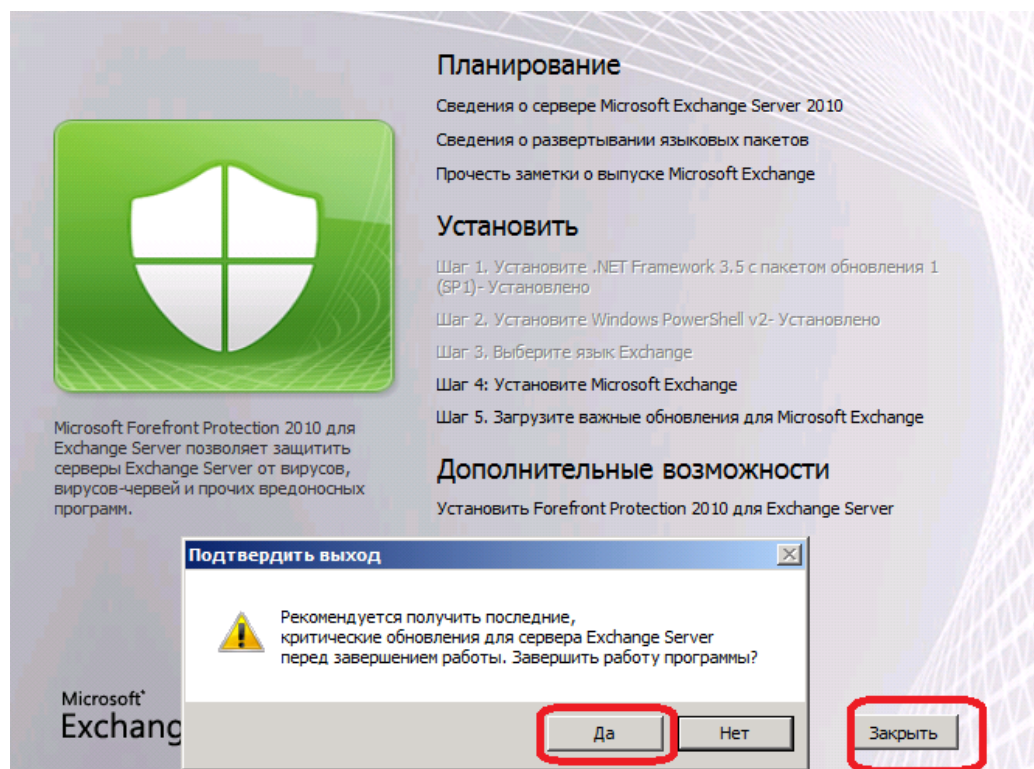 Планирование
Сведения о сервере Microsoft Exchange Server 2010
Сведения о развертывании языковых пакетов
Прочесть заметки о выпуске Microsoft Exchange
Установить
Шаг 1. Установите .NET Framework 3.5 с пакетом обновления 1
(SP1)- Установлено
Шаг 2. Установите Windows PowerShell v2- Установлено
Шаг 3. Выберите язык Exchange
Шаг 4: Установите Microsoft Exchange
Шаг 5. Загрузите важные обновления для Microsoft Exchange
Дополнительные возможности
Установить Forefront Protection 2010 для Exchange Server
Microsoft Forefront Protection 2010 для
Exchange Server позволяет защитить
серверы Exchange Server от вирусов,
вирусов-червей и прочих вредоносных
программ.
Подтвердить выход
Рекомендуется получить последние,
критические обновления для сервера Exchange Server
перед завершением работы. Завершить работу программы?
Да
Нет
Закрыть
Microsoft
Exchang